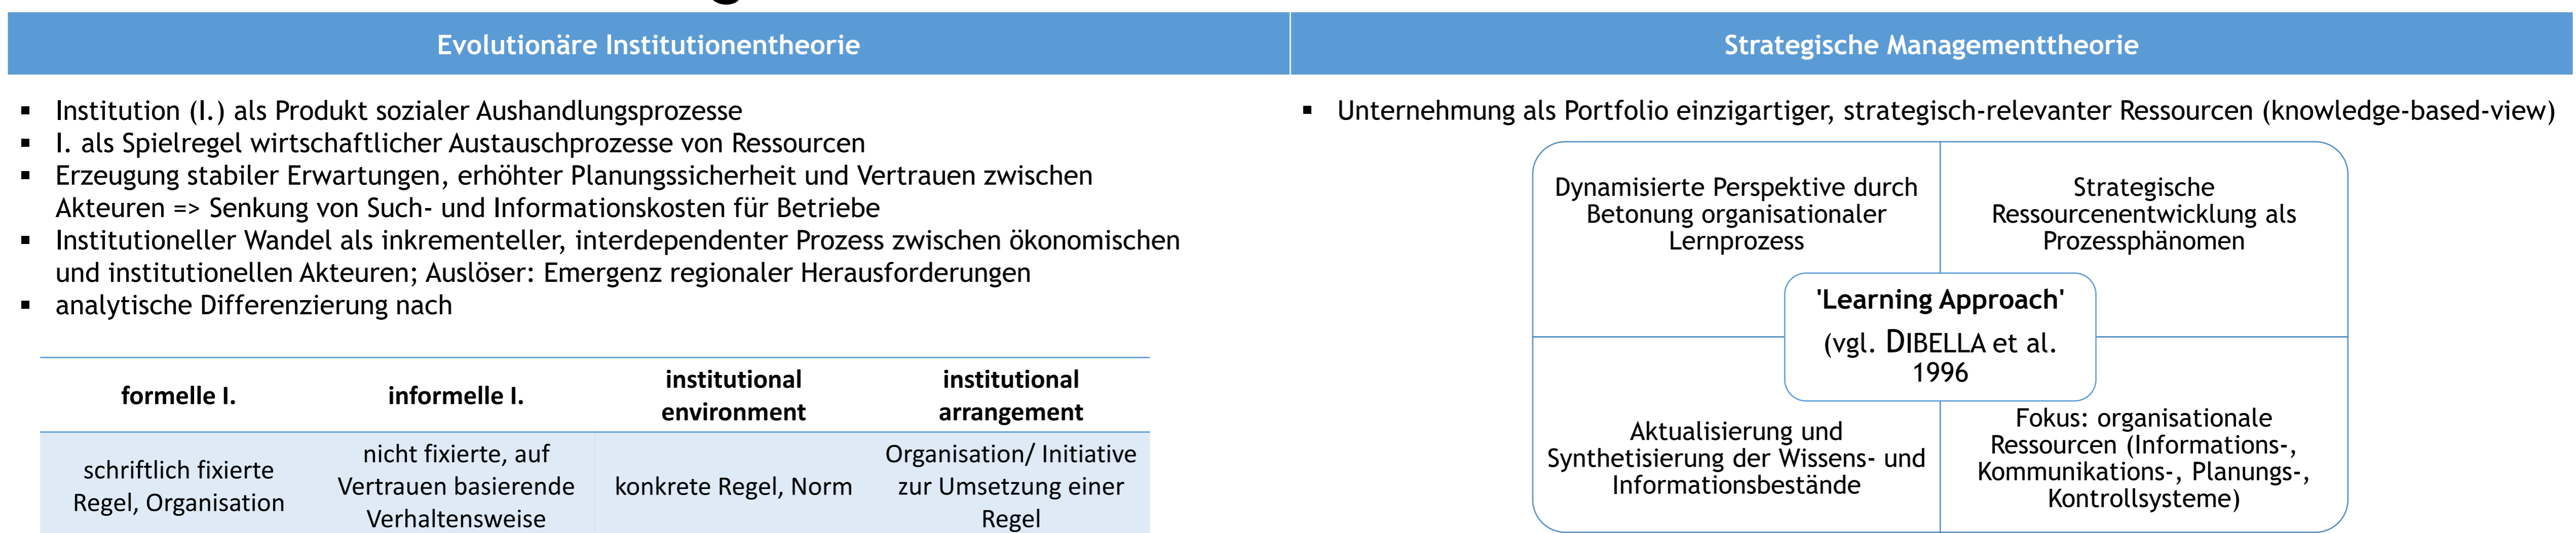 Evolutionäre Institutionentheorie
▪ Institution (I.) als Produkt sozialer Aushandlungsprozesse
▪ I. als Spielregel wirtschaftlicher Austauschprozesse von Ressourcen
▪ Erzeugung stabiler Erwartungen, erhöhter Planungssicherheit und Vertrauen zwischen
Akteuren => Senkung von Such- und Informationskosten für Betriebe
▪ Institutioneller Wandel als inkrementeller, interdependenter Prozess zwischen ökonomischen
und institutionellen Akteuren; Auslöser: Emergenz regionaler Herausforderungen
▪ analytische Differenzierung nach
formelle I.
informelle I.
institutional
environment
institutional
arrangement
schriftlich fixierte
Regel, Organisation
nicht fixierte, auf
Vertrauen basierende
Verhaltensweise
konkrete Regel, Norm
Organisation/ Initiative
zur Umsetzung einer
Regel
Strategische Managementtheorie
▪ Unternehmung als Portfolio einzigartiger, strategisch-relevanter Ressourcen (knowledge-based-view)
Dynamisierte Perspektive durch
Betonung organisationaler
Lernprozess
Strategische
Ressourcenentwicklung als
Prozessphänomen
'Learning Approach'
(vgl. DIBELLA et al.
1996
Aktualisierung und
Synthetisierung der Wissens- und
Informationsbestände
Fokus: organisationale
Ressourcen (Informations-,
Kommunikations-, Planungs-,
Kontrollsysteme)